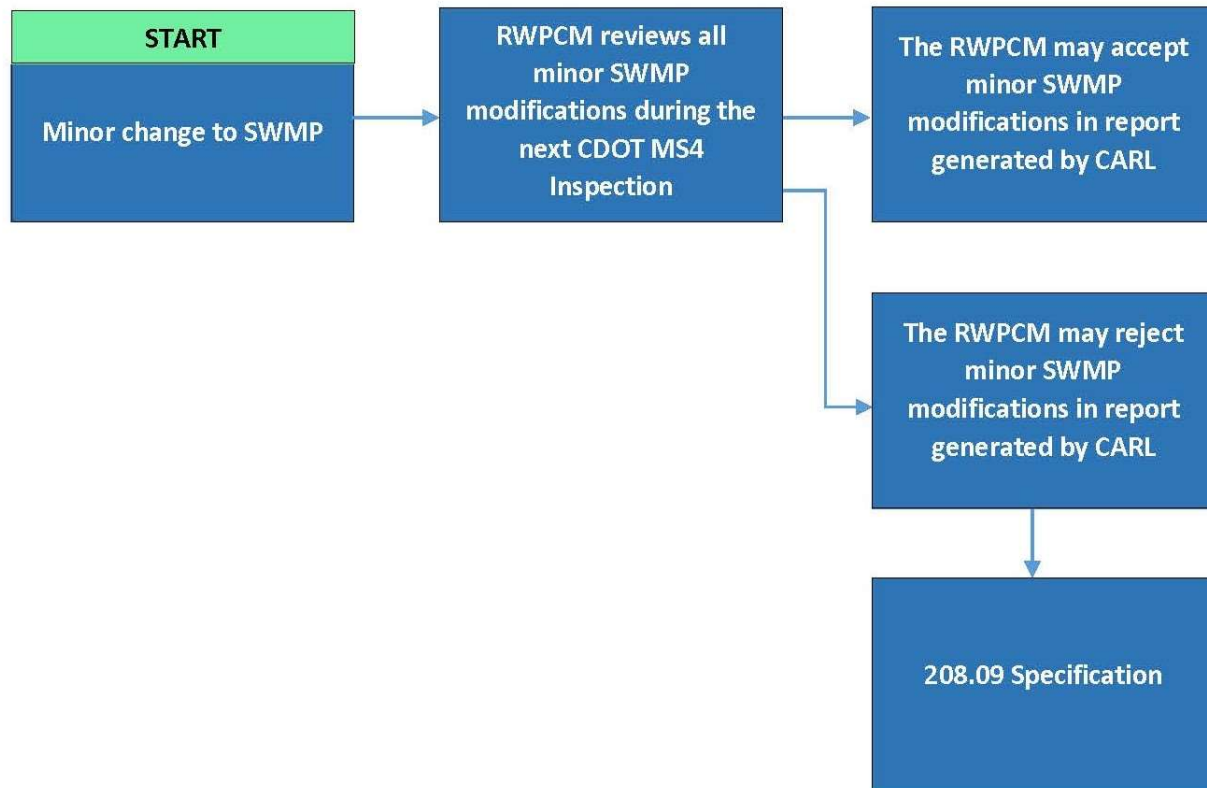 START
Minor change to SWMP
RWPCM reviews all
minor SWMP
modifications during the
next CDOT MS4
Inspection
The RWPCM may accept
minor SWMP
modifications in report
generated by CARL
The RWPCM may reject
minor SWMP
modifications in report
generated by CARL
208.09 Specification